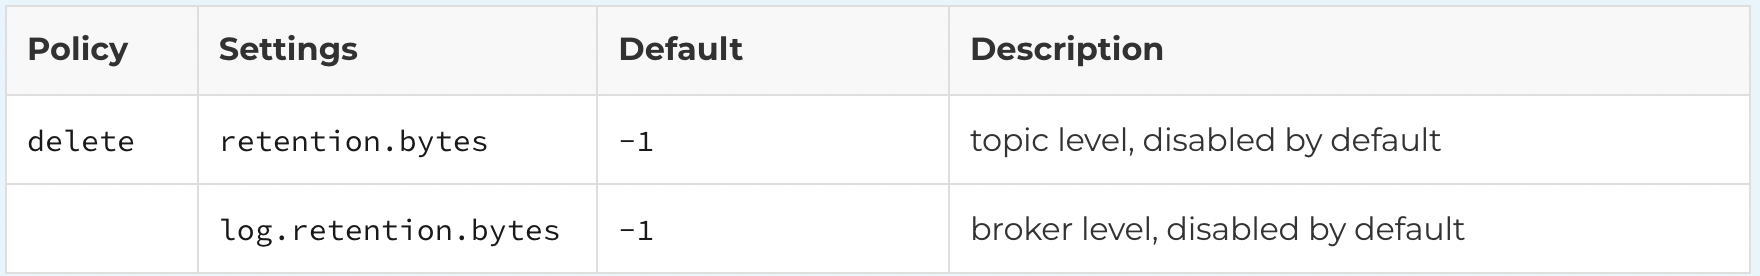 Policy Settings Default Description
delete retention.bytes -1 topic level, disabled by default
log.retention.bytes -1 broker level, disabled by default